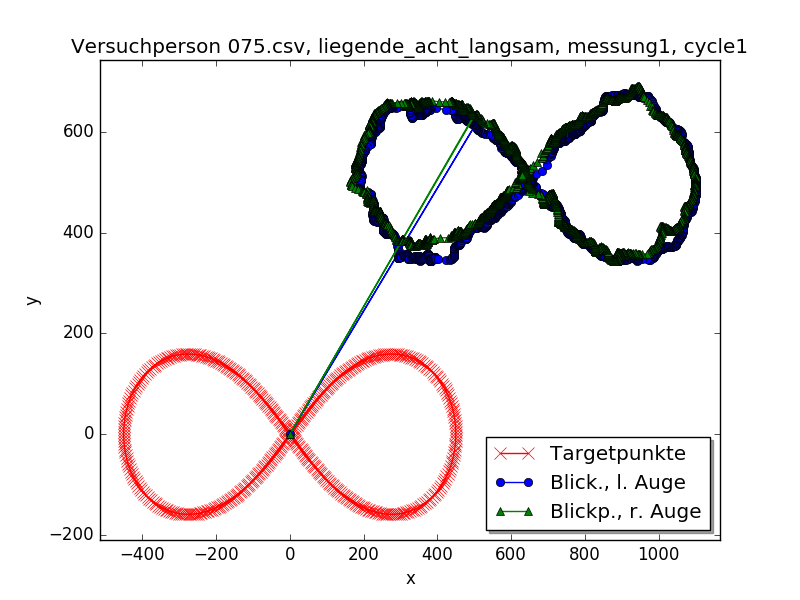 Versuchperson 075.csv, liegende_acht_langsam, messung1, cycle1
y
600
400
200
0
−200
−400
−200
0
200
400
600
800
1000
x
Targetpunkte
Blick., l. Auge
Blickp., r. Auge